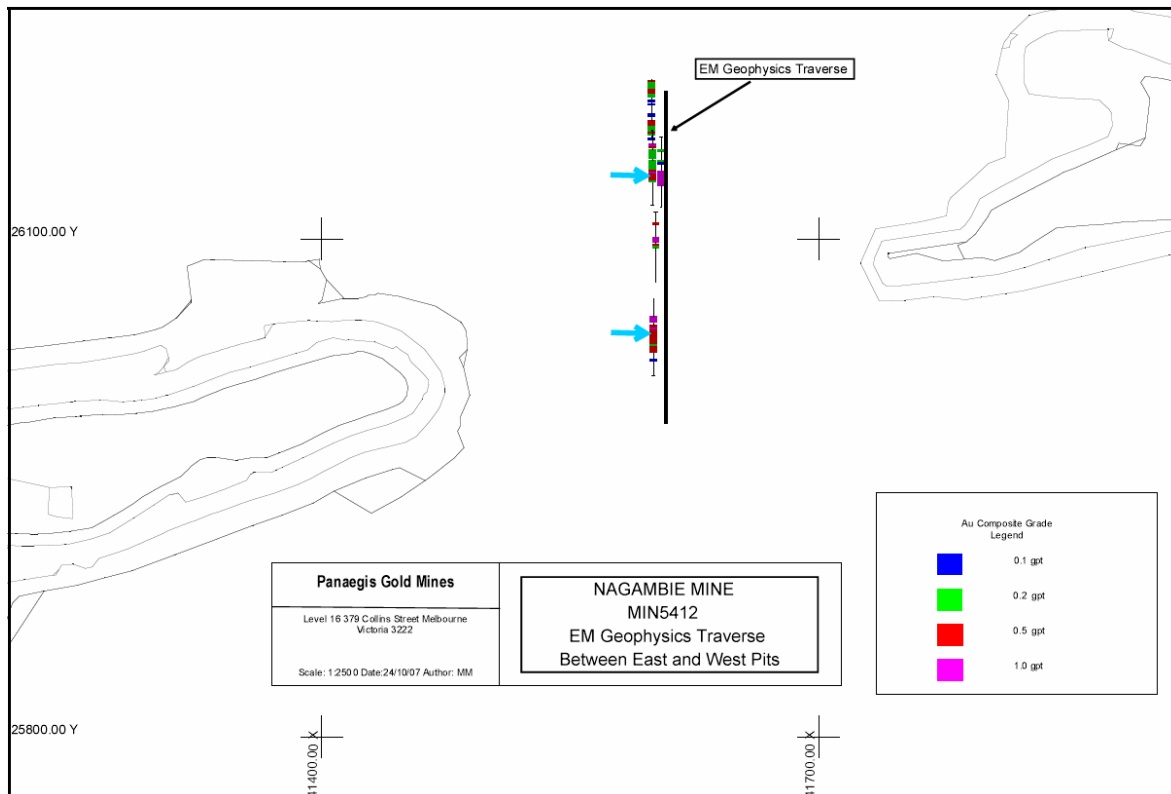 EM Geophysics Traverse
26100.00 Y
Au Composite Grade
Legend
0.1 gpt
0.2 gpt
0.5 gpt
1.0 gpt
Panaegis Gold Mines
Level 16 379 Collins Street Melbourne
Victoria 3222
Scale: 1:2500 Date:24/10/07 Author: MM
NAGAMBIE MINE
MIN5412
EM Geophysics Traverse
Between East and West Pits
25800.00 Y
41400.00 X
41700.00 X